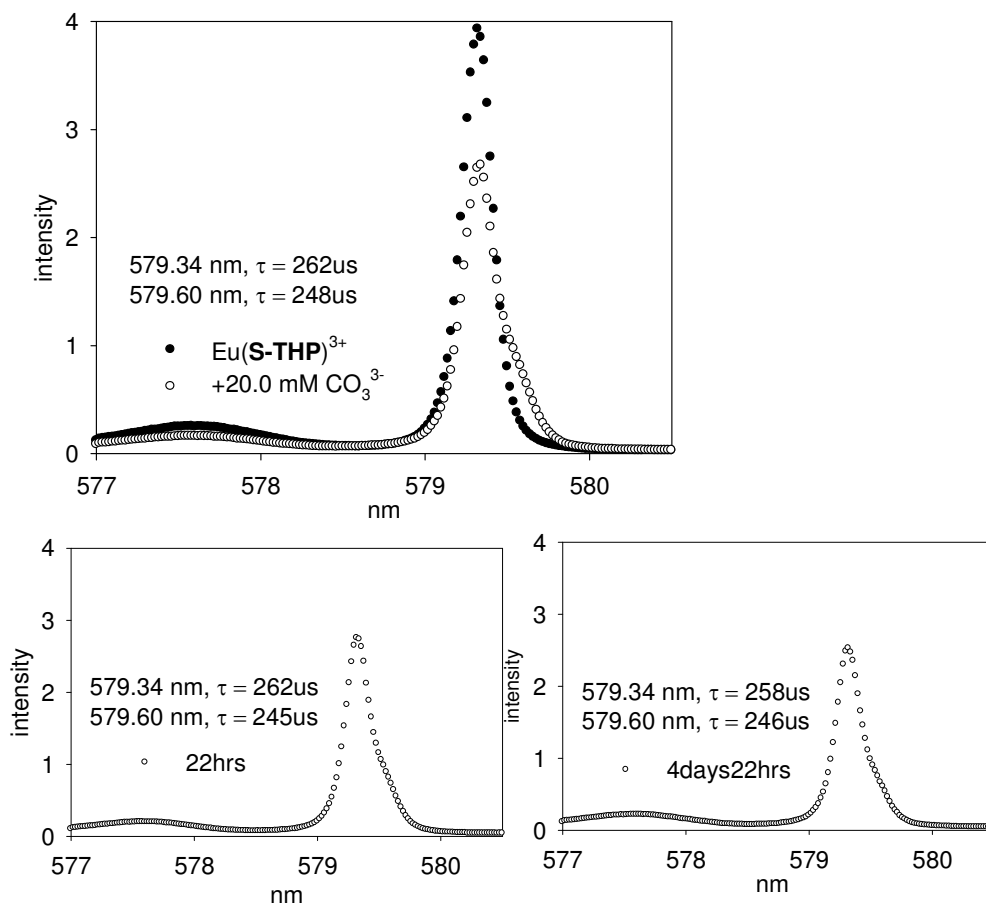 4
3
2
1
0
intensity
579.34 nm, τ = 262us
579.60 nm, τ = 248us
● Eu(S-THP)³⁺
○ +20.0 mM CO₃³⁻
577 578 579 580
nm
4
3
2
1
0
intensity
579.34 nm, τ = 262us
579.60 nm, τ = 245us
○ 22hrs
577 578 579 580
nm
4
3
2
1
0
intensity
579.34 nm, τ = 258us
579.60 nm, τ = 246us
○ 4days22hrs
577 578 579 580
nm